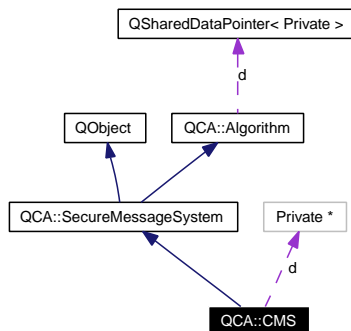 QSharedDataPointer< Private >
d
QObject
QCA::Algorithm
QCA::SecureMessageSystem
Private *
d
QCA::CMS